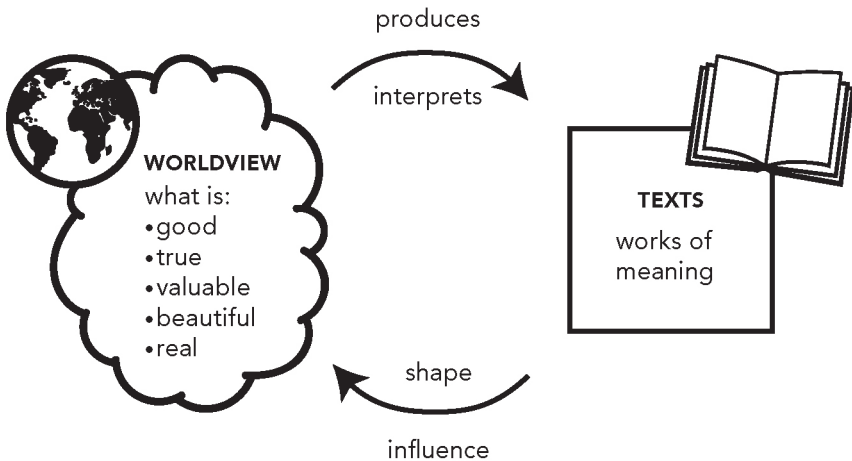 produces
interprets
WORLDVIEW
what is:
•good
•true
•valuable
•beautiful
•real
TEXTS
works of
meaning
shape
influence